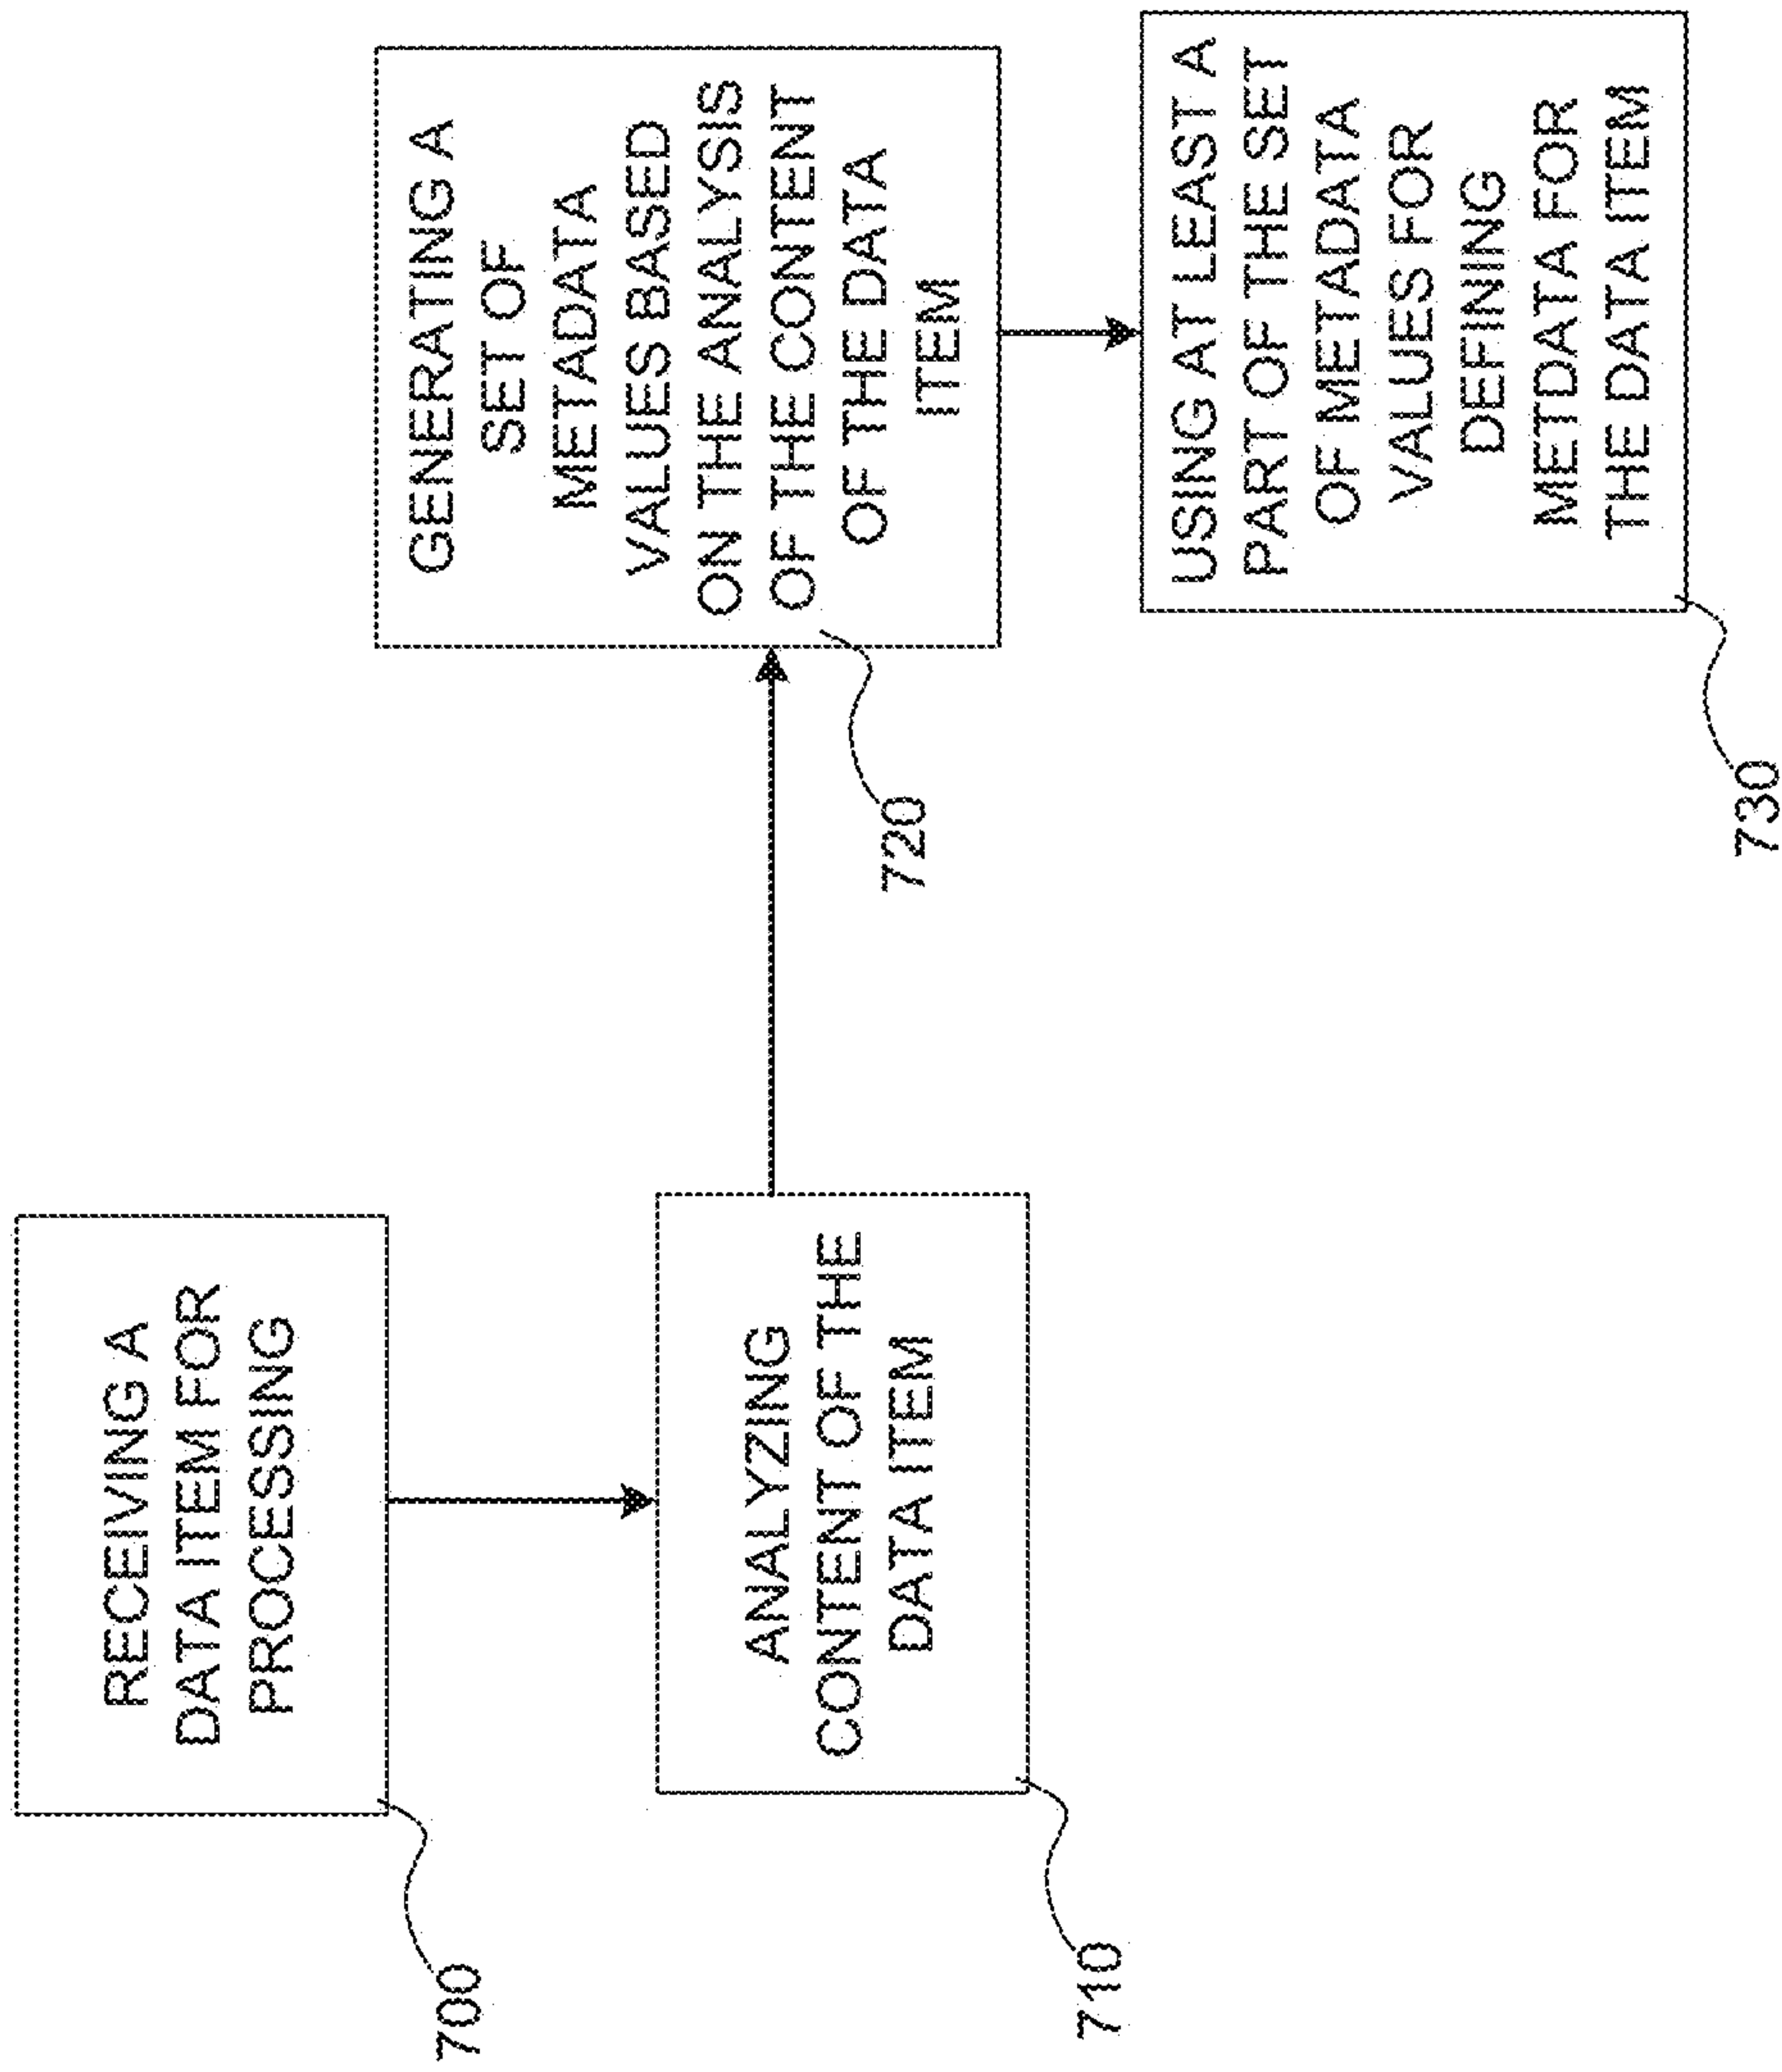 RECEIVING A
DATA ITEM FOR
PROCESSING
700
ANALYZING
CONTENT OF THE
DATA ITEM
710
GENERATING A
SET OF
METADATA
VALUES BASED
ON THE ANALYSIS
OF THE CONTENT
OF THE DATA
ITEM
720
USING AT LEAST A
PART OF THE SET
OF METADATA
VALUES FOR
DEFINING
METDATA FOR
THE DATA ITEM
730